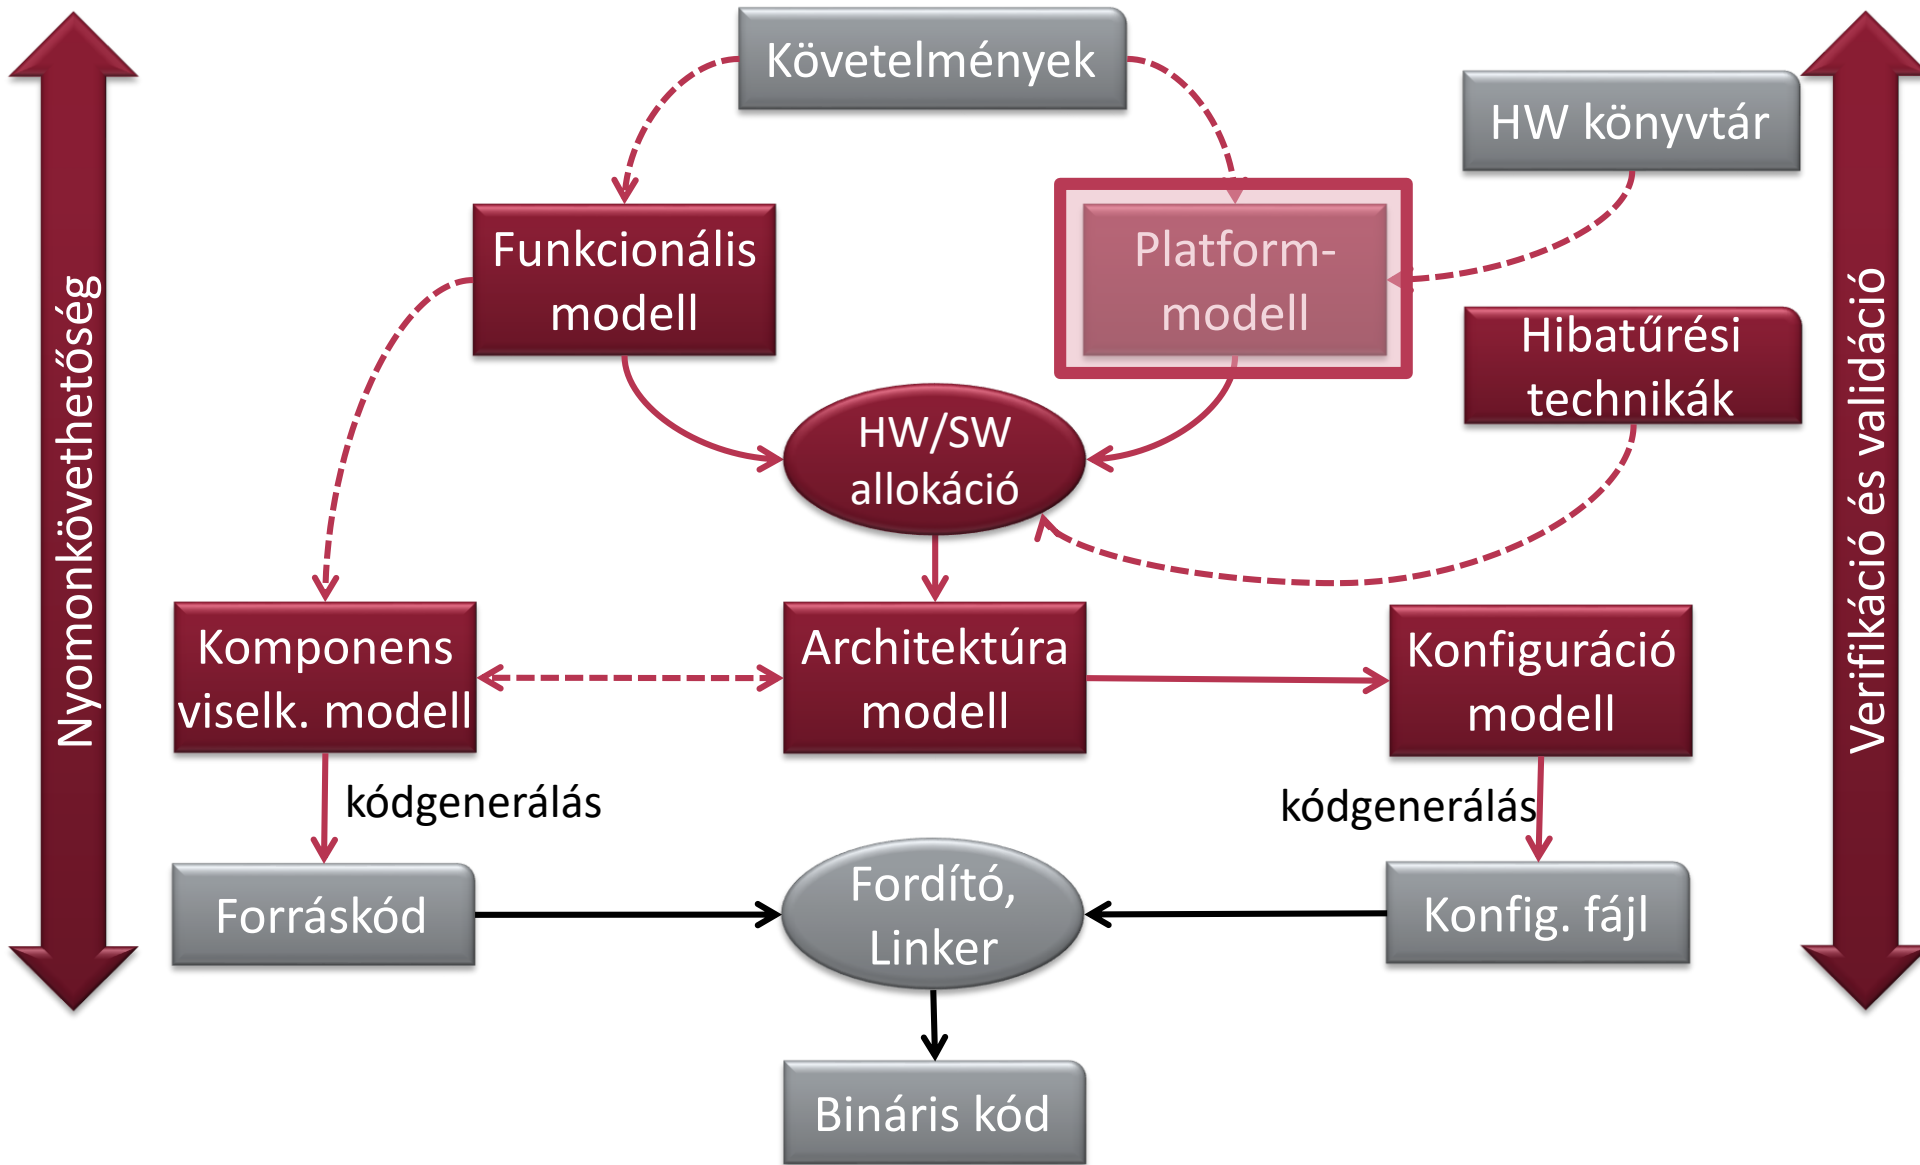 Követelmények
HW könyvtár
Funkcionális
modell
Platform-
modell
Hibatűrési
technikák
HW/SW
allokáció
Nyomonkövethetőség
Verifikáció és validáció
Komponens
viselk. modell
Architektúra
modell
Konfiguráció
modell
kódgenerálás
kódgenerálás
Forráskód
Fordító,
Linker
Konfig. fájl
Bináris kód